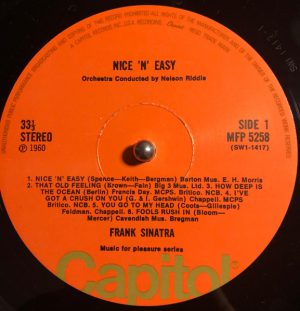 NICE 'N' EASY
Orchestra Conducted by Nelson Riddle
33⅓
STEREO
℗ 1960
SIDE 1
MFP 5258
(SW1-1417)
1. NICE 'N' EASY (Spence—Keith—Bergman) Barton Mus. E. H. Morris
2. THAT OLD FEELING (Brown—Fain) Big 3 Mus. Ltd. 3. HOW DEEP IS
THE OCEAN (Berlin) Francis Day. MCPS. Britico. NCB. 4. I'VE
GOT A CRUSH ON YOU (G. & I. Gershwin) Chappell. MCPS
Britico. NCB. 5. YOU GO TO MY HEAD (Coots—Gillespie)
Feldman. Chappell. 6. FOOLS RUSH IN (Bloom—
Mercer) Cavendish Mus. Bregman
FRANK SINATRA
Music for pleasure series
Capitol